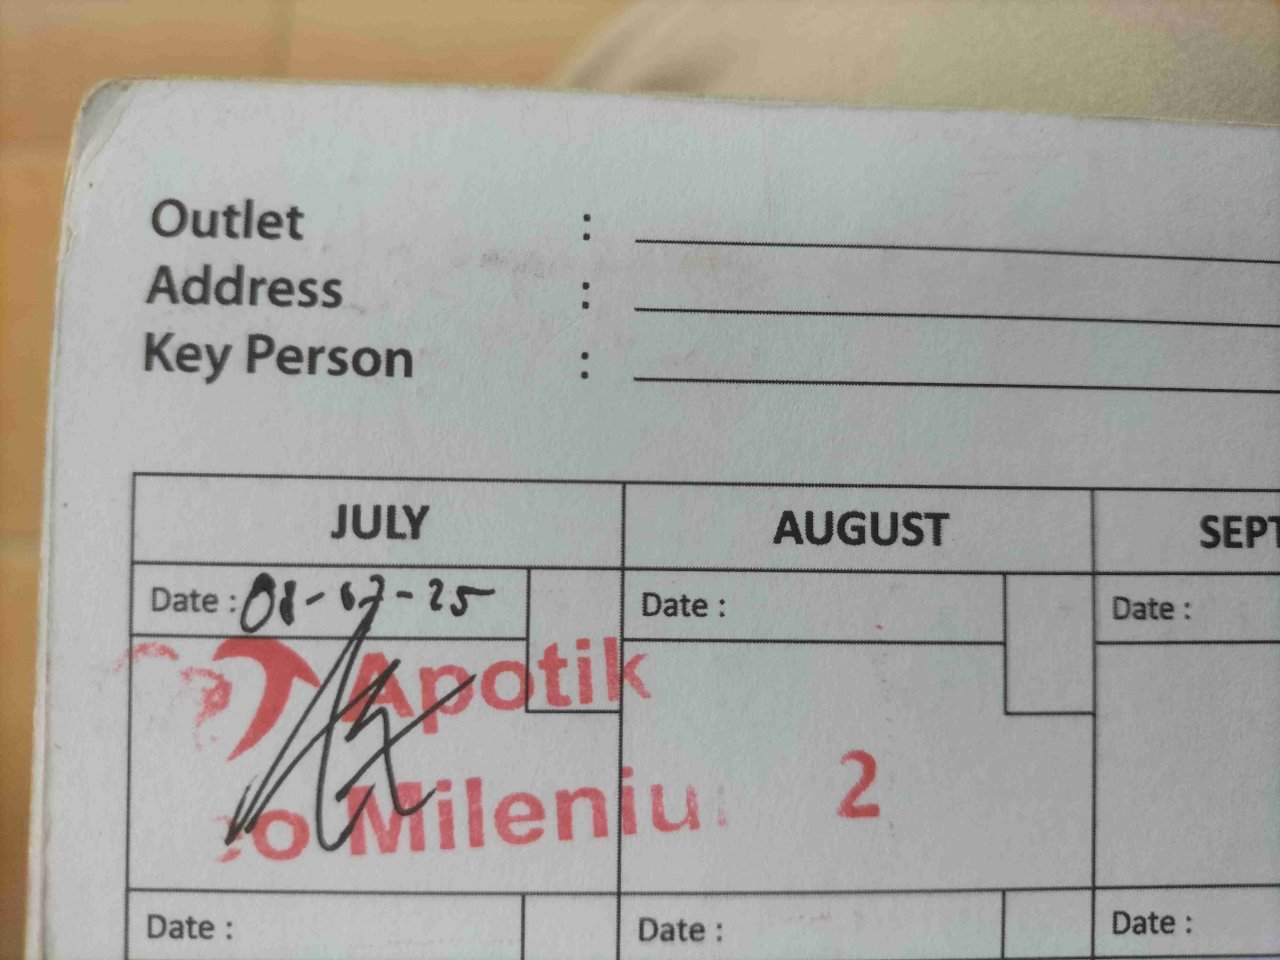 Outlet :
Address :
Key Person :
JULY AUGUST SEPT
Date : 01-07-25 Date : Date :
Apotik
o Mileniu 2
Date : Date : Date :